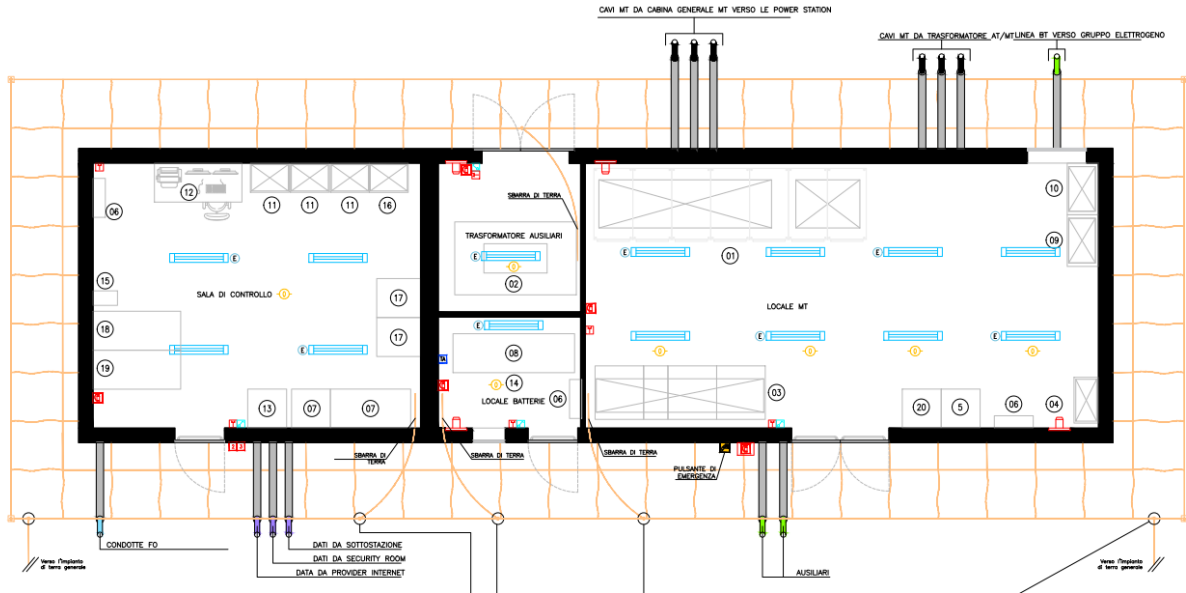 CAVI MT DA CABINA GENERALE MT VERSO LE POWER STATION
CAVI MT DA TRASFORMATORE AT/MT
LINEA BT VERSO GRUPPO ELETTROGENO
12
11
11
11
16
06
10
SBARRA DI TERRA
TRASFORMATORE AUSILIARI
09
E
E
E
E
01
02
15
SALA DI CONTROLLO
17
LOCALE MT
18
17
E
E
E
E
08
19
14
LOCALE BATTERIE
06
03
13
07
07
20
5
06
04
SBARRA DI
TERRA
SBARRA DI TERRA
SBARRA DI TERRA
PULSANTE DI
EMERGENZA
CONDOTTE FO
DATI DA SOTTOSTAZIONE
DATI DA SECURITY ROOM
DATA DA PROVIDER INTERNET
AUSILIARI
Verso l'impianto
di terra generale
Verso l'impianto
di terra generale